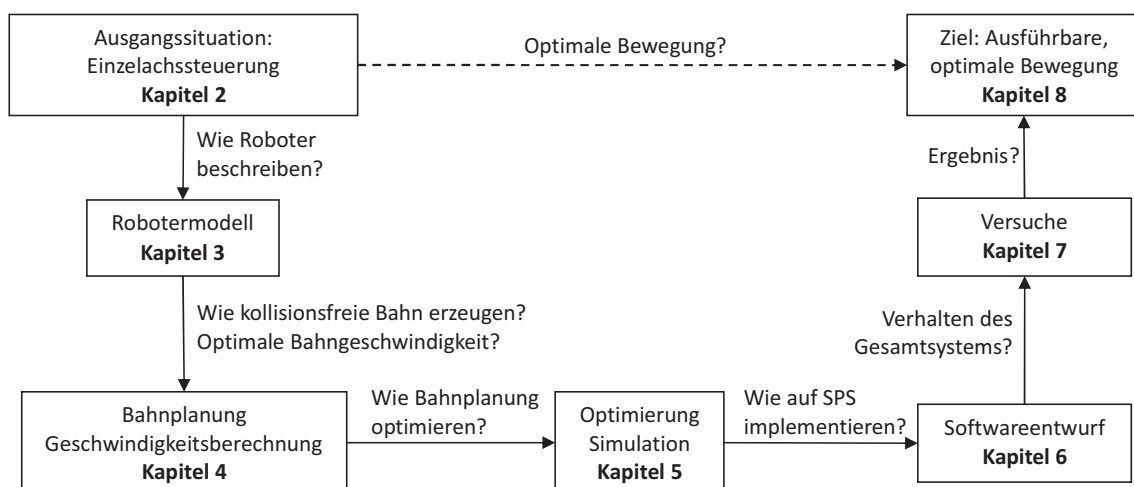 Ausgangssituation:
Einzelachssteuerung
Kapitel 2
Optimale Bewegung?
Ziel: Ausführbare,
optimale Bewegung
Kapitel 8
Wie Roboter
beschreiben?
Ergebnis?
Robotermodell
Kapitel 3
Versuche
Kapitel 7
Wie kollisionsfreie Bahn erzeugen?
Optimale Bahngeschwindigkeit?
Verhalten des
Gesamtsystems?
Bahnplanung
Geschwindigkeitsberechnung
Kapitel 4
Wie Bahnplanung
optimieren?
Optimierung
Simulation
Kapitel 5
Wie auf SPS
implementieren?
Softwareentwurf
Kapitel 6